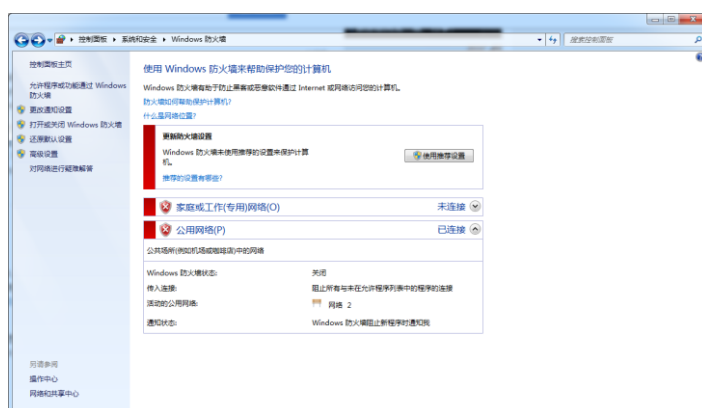 控制面板 ▸ 系统和安全 ▸ Windows 防火墙
搜索控制面板
控制面板主页
允许程序或功能通过 Windows
防火墙
更改通知设置
打开或关闭 Windows 防火墙
还原默认设置
高级设置
对网络进行疑难解答
另请参阅
操作中心
网络和共享中心
使用 Windows 防火墙来帮助保护您的计算机
Windows 防火墙有助于防止黑客或恶意软件通过 Internet 或网络访问您的计算机。
防火墙如何帮助保护计算机?
什么是网络位置?
更新防火墙设置
Windows 防火墙未使用推荐的设置来保护计算
机。
使用推荐设置
推荐的设置有哪些?
家庭或工作(专用)网络(O) 未连接
公用网络(P) 已连接
公共场所(例如机场或咖啡店)中的网络
Windows 防火墙状态: 关闭
传入连接: 阻止所有与未在允许程序列表中的程序的连接
活动的公用网络: 网络 2
通知状态: Windows 防火墙阻止新程序时通知我